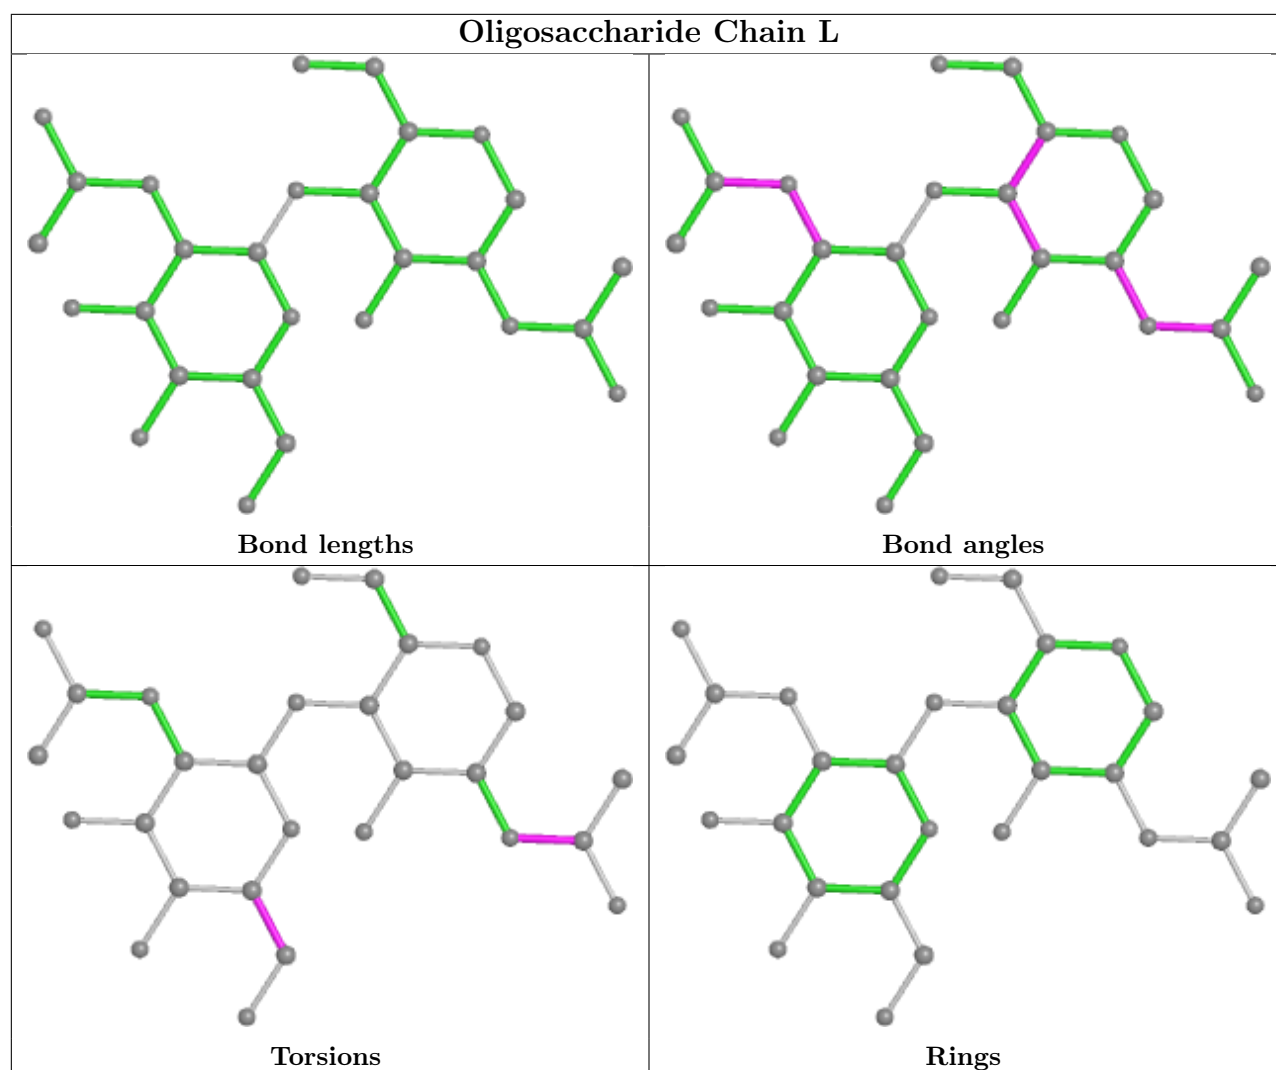 Oligosaccharide Chain L
Bond lengths
Bond angles
Torsions
Rings